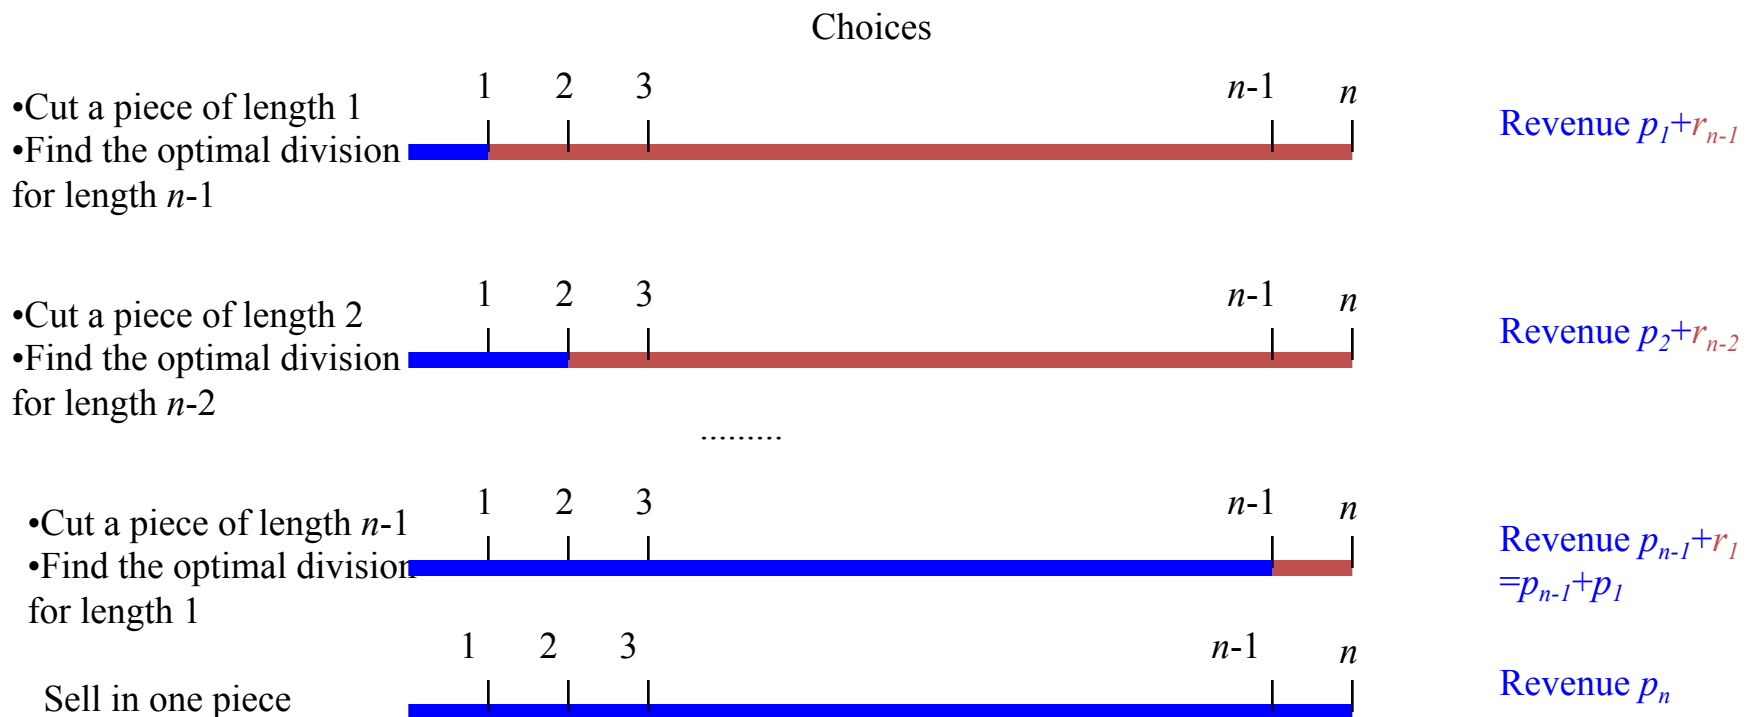 Choices
•Cut a piece of length 1
•Find the optimal division
for length n-1
1 2 3 n-1 n
Revenue p1+rn-1
•Cut a piece of length 2
•Find the optimal division
for length n-2
1 2 3 n-1 n
Revenue p2+rn-2
.........
•Cut a piece of length n-1
•Find the optimal division
for length 1
1 2 3 n-1 n
Revenue pn-1+r1
=pn-1+p1
Sell in one piece
1 2 3 n-1 n
Revenue pn